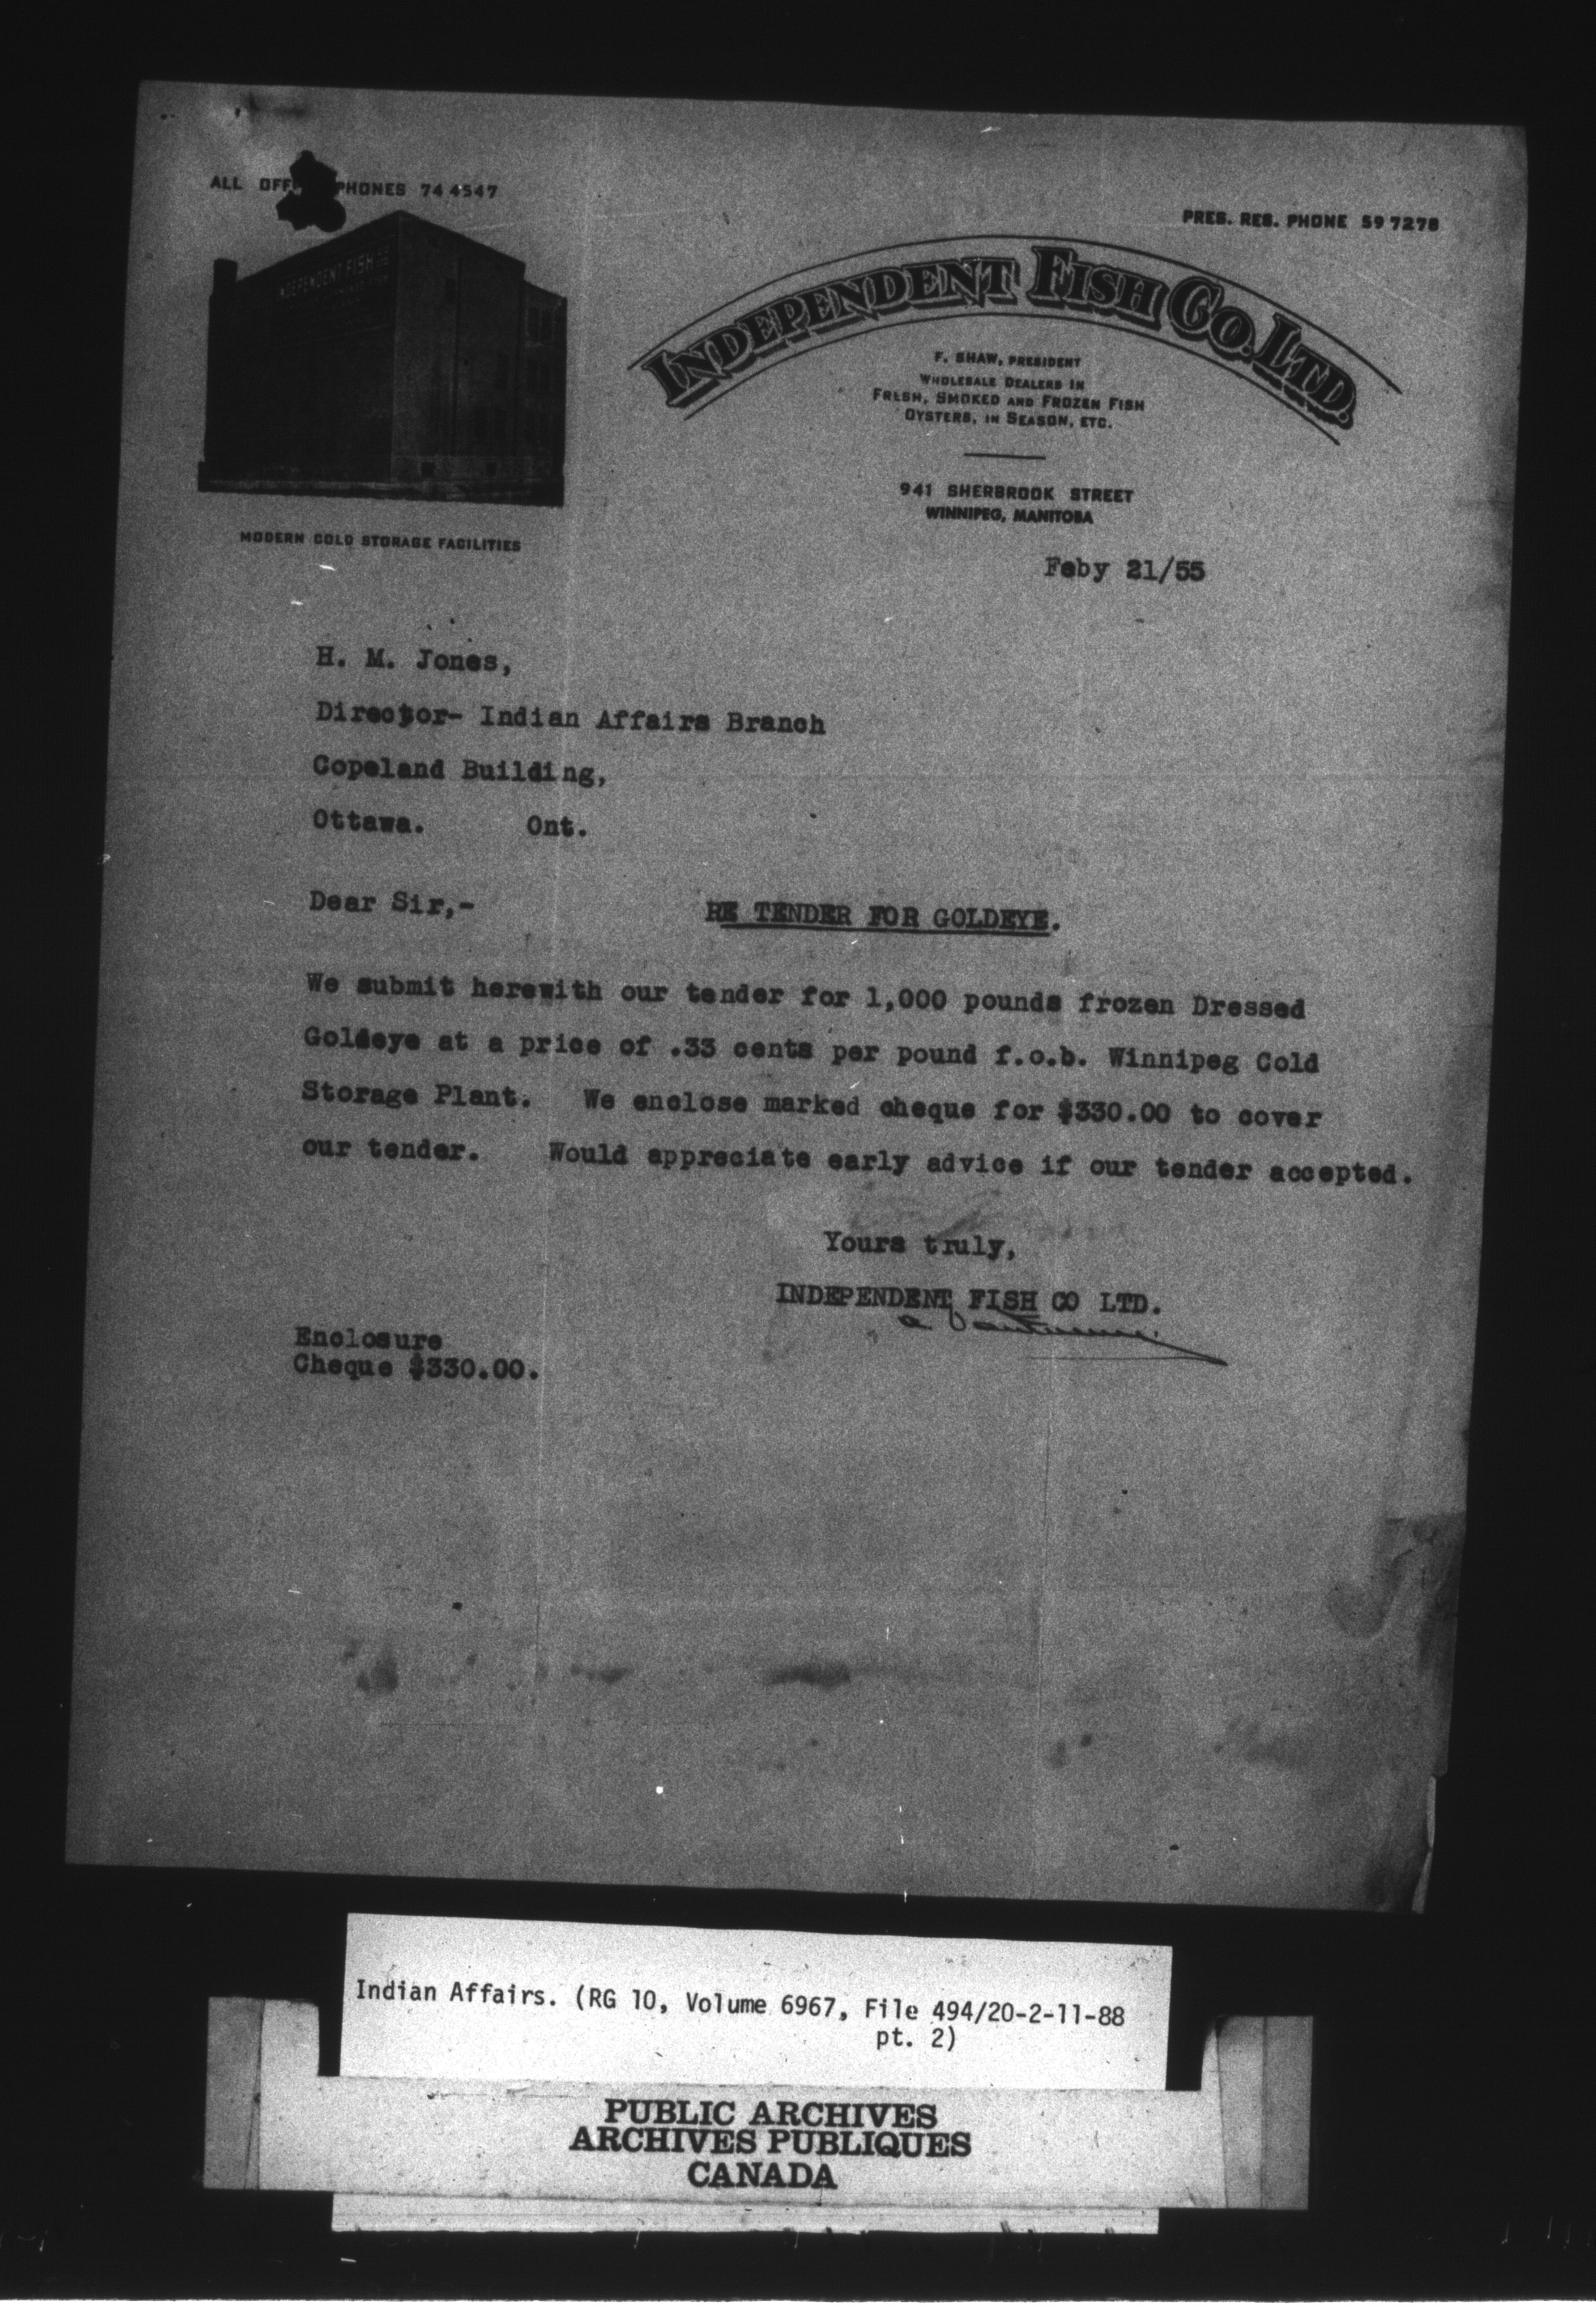 ALL OFF PHONES 74 4547
PRES. RES. PHONE 59 7278
INDEPENDENT FISH
INDEPENDENT FISH CO. LTD.
F. SHAW, PRESIDENT
WHOLESALE DEALERS IN
FRESH, SMOKED AND FROZEN FISH
OYSTERS, IN SEASON, ETC.
941 SHERBROOK STREET
WINNIPEG, MANITOBA
MODERN COLD STORAGE FACILITIES
Feby 21/55
H. M. Jones,
Director- Indian Affairs Branch
Copeland Building,
Ottawa. Ont.
Dear Sir,-
RE TENDER FOR GOLDEYE.
We submit herewith our tender for 1,000 pounds frozen Dressed
Goldeye at a price of .33 cents per pound f.o.b. Winnipeg Cold
Storage Plant. We enclose marked cheque for $330.00 to cover
our tender. Would appreciate early advice if our tender accepted.
Yours truly,
INDEPENDENT FISH CO LTD.
Enclosure
Cheque $330.00.
Indian Affairs. (RG 10, Volume 6967, File 494/20-2-11-88
pt. 2)
PUBLIC ARCHIVES
ARCHIVES PUBLIQUES
CANADA